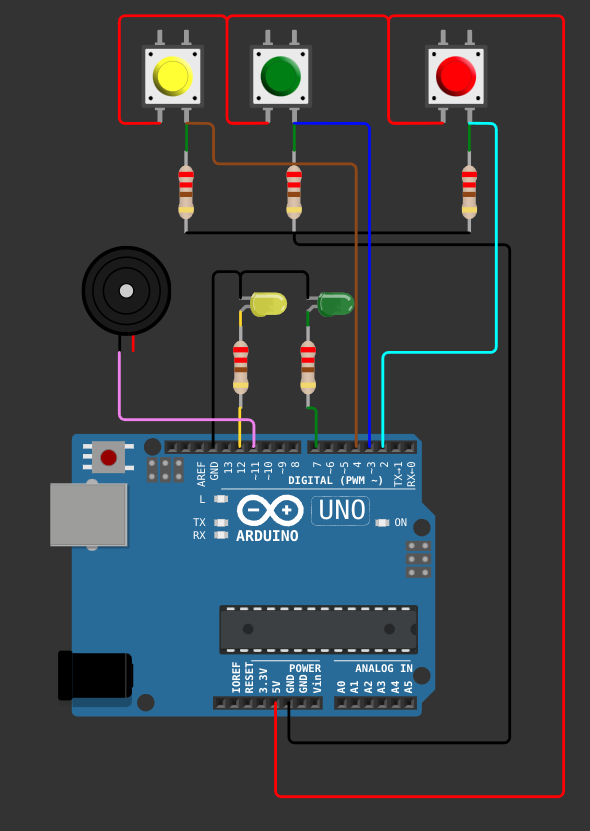 AREF
GND
13
12
~11
~10
~9
8
7
~6
~5
4
~3
2
TX→1
RX←0
DIGITAL (PWM ~)
L
TX
RX
UNO
ON
ARDUINO
POWER
ANALOG IN
IOREF
RESET
3.3V
5V
GND
GND
Vin
A0
A1
A2
A3
A4
A5